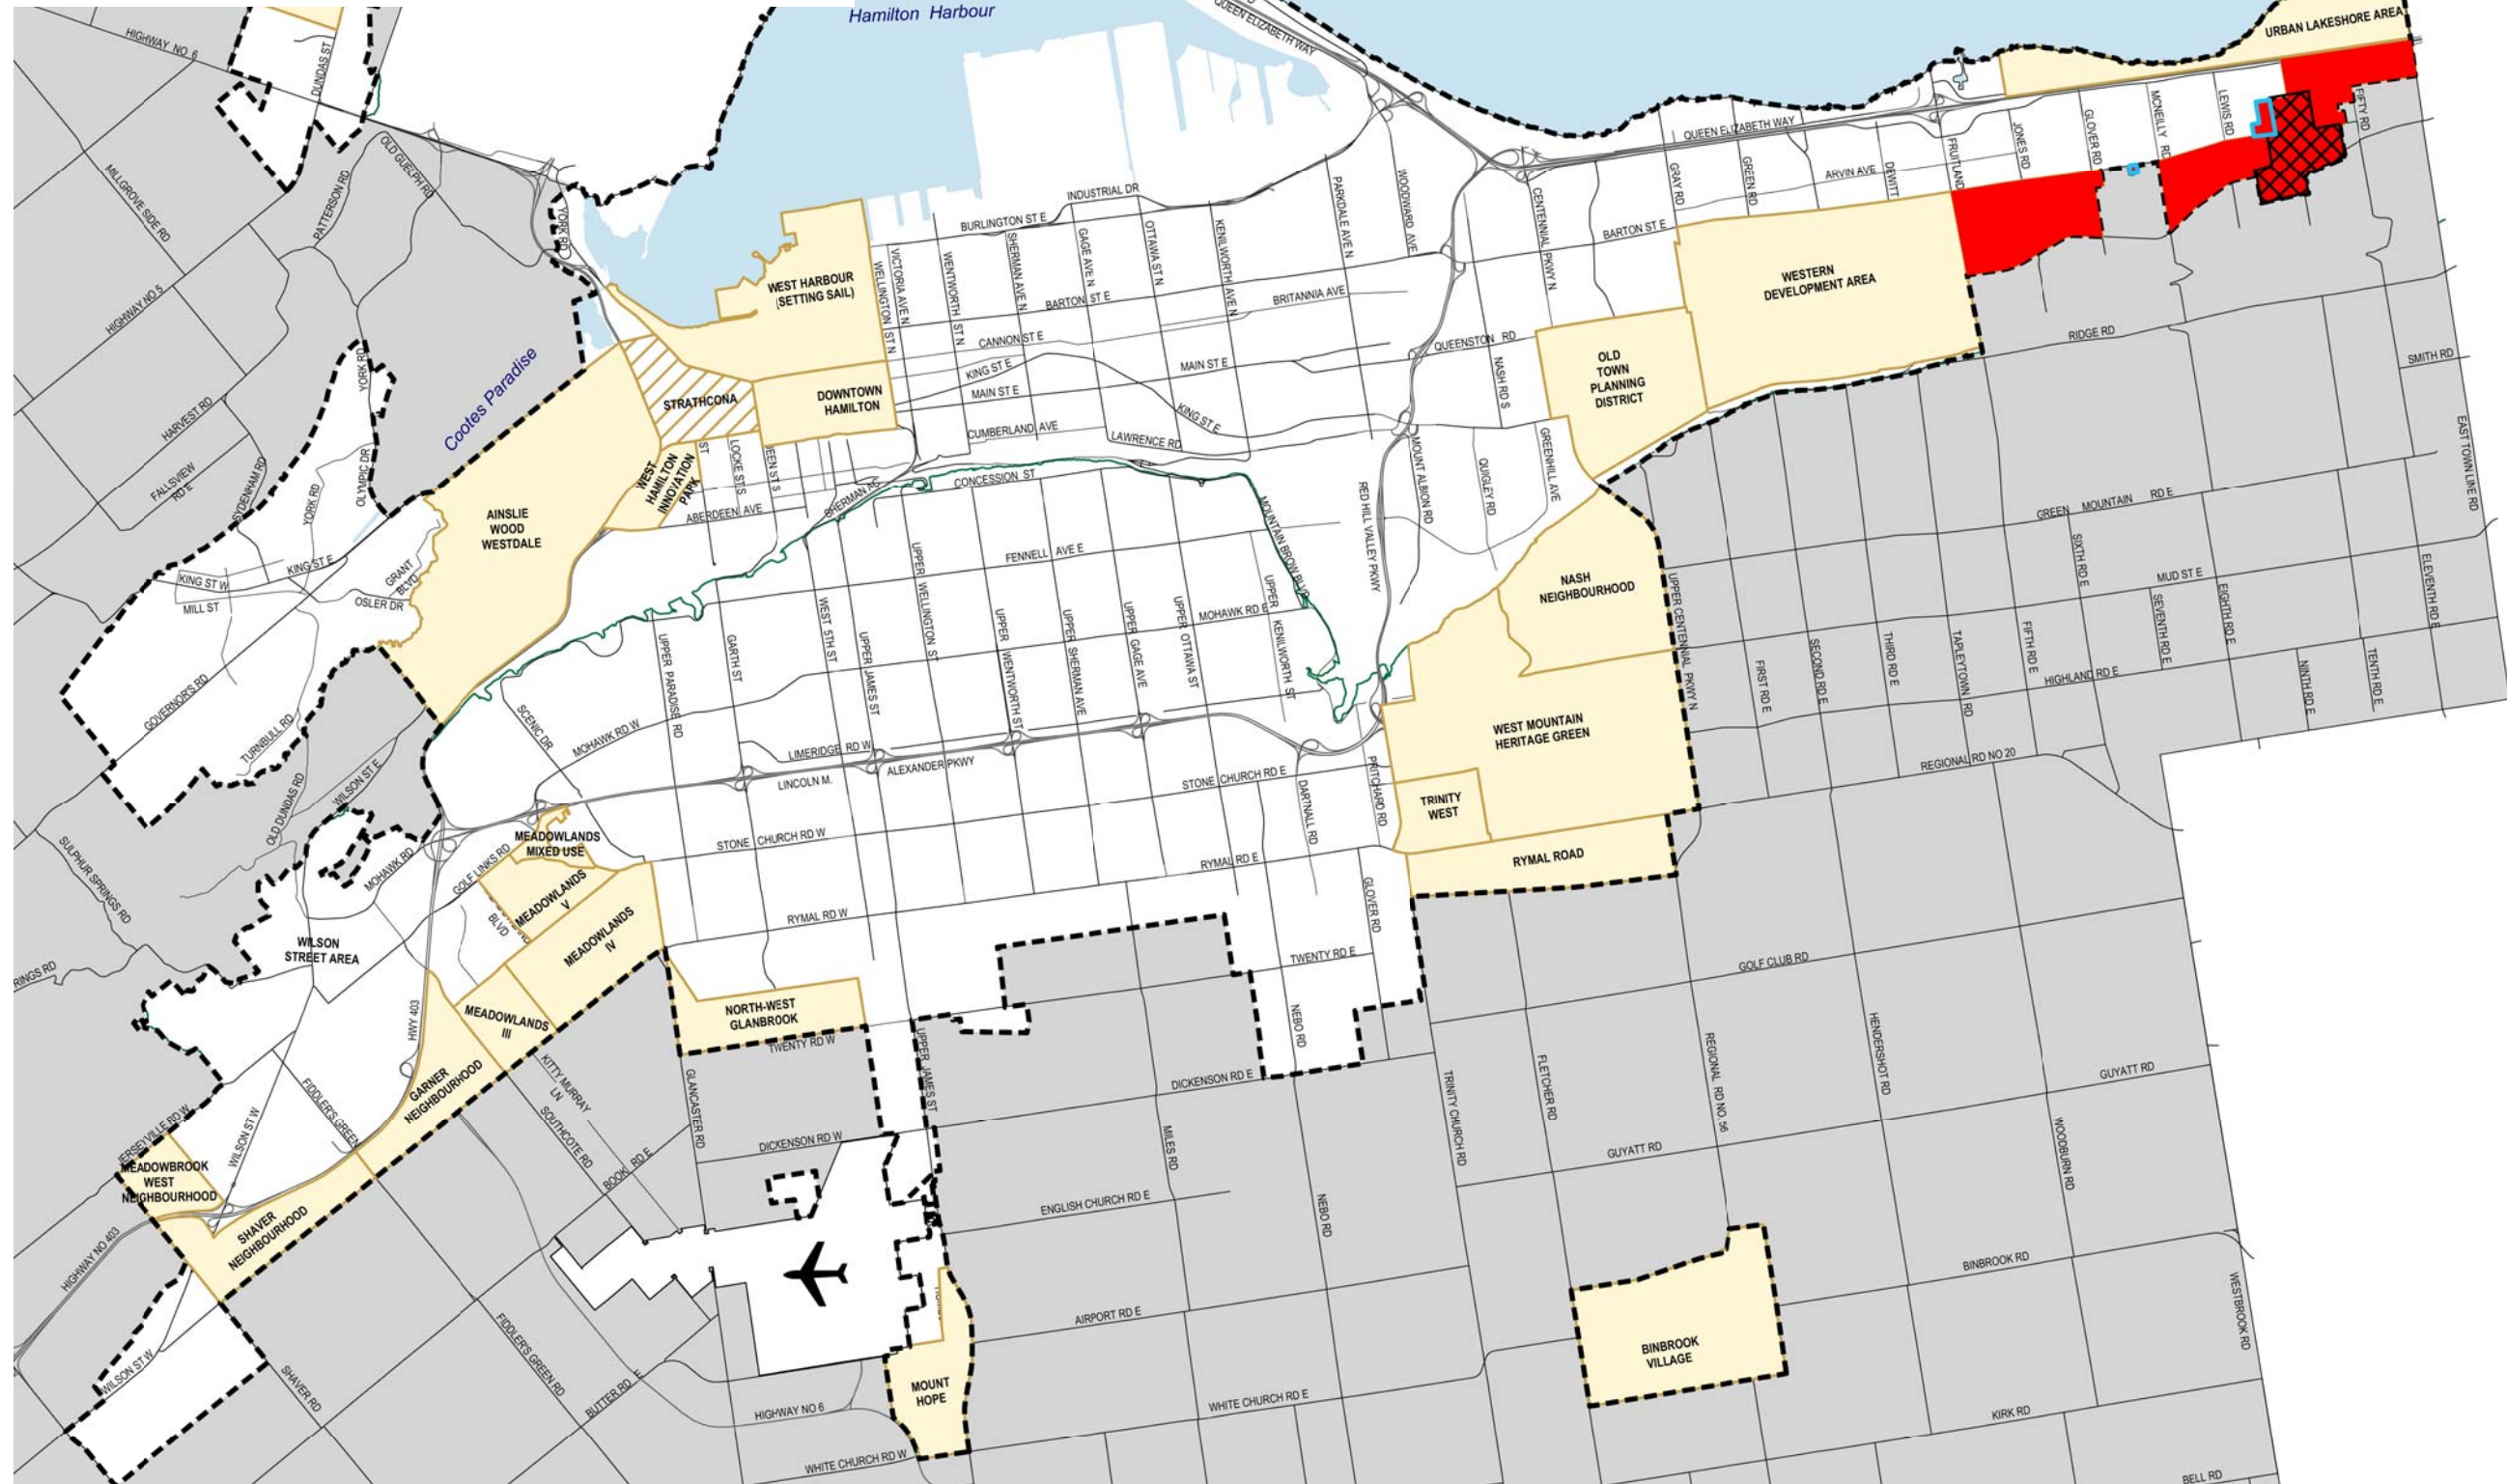 Hamilton Harbour
QUEEN ELIZABETH WAY
URBAN LAKESHORE AREA
HIGHWAY NO 6
DUNDAS ST
OLD GUELPH RD
PATTERSON RD
MILLGROVE SIDE RD
HIGHWAY NO 5
YORK RD
INDUSTRIAL DR
BURLINGTON ST E
WEST HARBOUR
(SETTING SAIL)
WELLINGTON ST N
VICTORIA AVE N
WENTWORTH ST N
SHERMAN AVE N
GAGE AVE N
OTTAWA ST N
KENILWORTH AVE N
PARKDALE AVE N
WOODWARD AVE
CENTENNIAL PKWY N
BARTON ST E
BARTON ST E
BRITANNIA AVE
CANNON ST E
KING ST E
MAIN ST E
MAIN ST E
KING ST E
QUEENSTON RD
NASH RD S
QUEEN ELIZABETH WAY
GRAY RD
GREEN RD
ARVIN AVE
DEWITT
FRUITLAND
JONES RD
GLOVER RD
MCNEILLY RD
LEWIS RD
FIFTY RD
WESTERN
DEVELOPMENT AREA
OLD
TOWN
PLANNING
DISTRICT
RIDGE RD
SMITH RD
EAST TOWN LINE RD
Cootes Paradise
YORK RD
HARVEST RD
FALLSVIEW
RD E
SYDENHAM RD
YORK RD
OLYMPIC DR
STRATHCONA
DOWNTOWN
HAMILTON
CUMBERLAND AVE
LAWRENCE RD
WEST
HAMILTON
INNOVATION
PARK
ST
LOCKE ST S
EEN ST S
ABERDEEN AVE
SHERMAN AC
CONCESSION ST
AINSLIE
WOOD
WESTDALE
KING ST W
KING ST E
MILL ST
GRANT
BLVD
OSLER DR
GOVERNOR'S RD
TURNBULL RD
OLD DUNDAS RD
WILSON ST E
SULPHUR SPRINGS RD
RINGS RD
MOUNTAIN BROW BLVD
RED HILL VALLEY PKWY
MOUNT ALBION RD
QUIGLEY RD
GREENHILL AVE
FENNELL AVE E
MOHAWK RD E
UPPER KENILWORTH ST
UPPER OTTAWA ST
UPPER GAGE AVE
UPPER SHERMAN AVE
UPPER WENTWORTH ST
UPPER WELLINGTON ST
UPPER JAMES ST
WEST 5TH ST
GARTH ST
UPPER PARADISE RD
SCENIC DR
MOHAWK RD W
LIMERIDGE RD W
LINCOLN M.
ALEXANDER PKWY
STONE CHURCH RD E
STONE CHURCH RD W
DARTNALL RD
PRITCHARD RD
NASH
NEIGHBOURHOOD
UPPER CENTENNIAL PKWY N
WEST MOUNTAIN
HERITAGE GREEN
TRINITY
WEST
RYMAL ROAD
RYMAL RD E
RYMAL RD W
GREEN MOUNTAIN RD E
MUD ST E
HIGHLAND RD E
REGIONAL RD NO 20
FIRST RD E
SECOND RD E
THIRD RD E
TAPLEYTOWN RD
FIFTH RD E
SIXTH RD E
SEVENTH RD E
EIGHTH RD E
NINTH RD E
TENTH RD E
ELEVENTH RD E
MEADOWLANDS
MIXED USE
GOLF LINKS RD
MOHAWK RD
MEADOWLANDS
V
BLVD
MEADOWLANDS
IV
WILSON
STREET AREA
MEADOWLANDS
III
HWY 403
GARNER
NEIGHBOURHOOD
NORTH-WEST
GLANBROOK
TWENTY RD W
TWENTY RD E
GLOVER RD
NEBO RD
GOLF CLUB RD
DICKENSON RD E
DICKENSON RD W
UPPER JAMES ST
GLANCASTER RD
KITTY MURRAY
LN
SOUTHCOTE RD
BOOK RD E
FIDDLER'S GREEN
JERSEYVILLE RD W
WILSON ST W
MEADOWBROOK
WEST
NEIGHBOURHOOD
SHAVER
NEIGHBOURHOOD
HIGHWAY NO 403
WILSON ST W
SHAVER RD
FIDDLER'S GREEN RD
BUTTER RD E
HIGHWAY NO 6
MOUNT
HOPE
WHITE CHURCH RD W
WHITE CHURCH RD E
AIRPORT RD E
ENGLISH CHURCH RD E
MILES RD
NEBO RD
TRINITY CHURCH RD
FLETCHER RD
REGIONAL RD NO 56
HENDERSHOT RD
WOODBURN RD
GUYATT RD
GUYATT RD
BINBROOK RD
WESTBROOK RD
BINBROOK
VILLAGE
KIRK RD
BELL RD